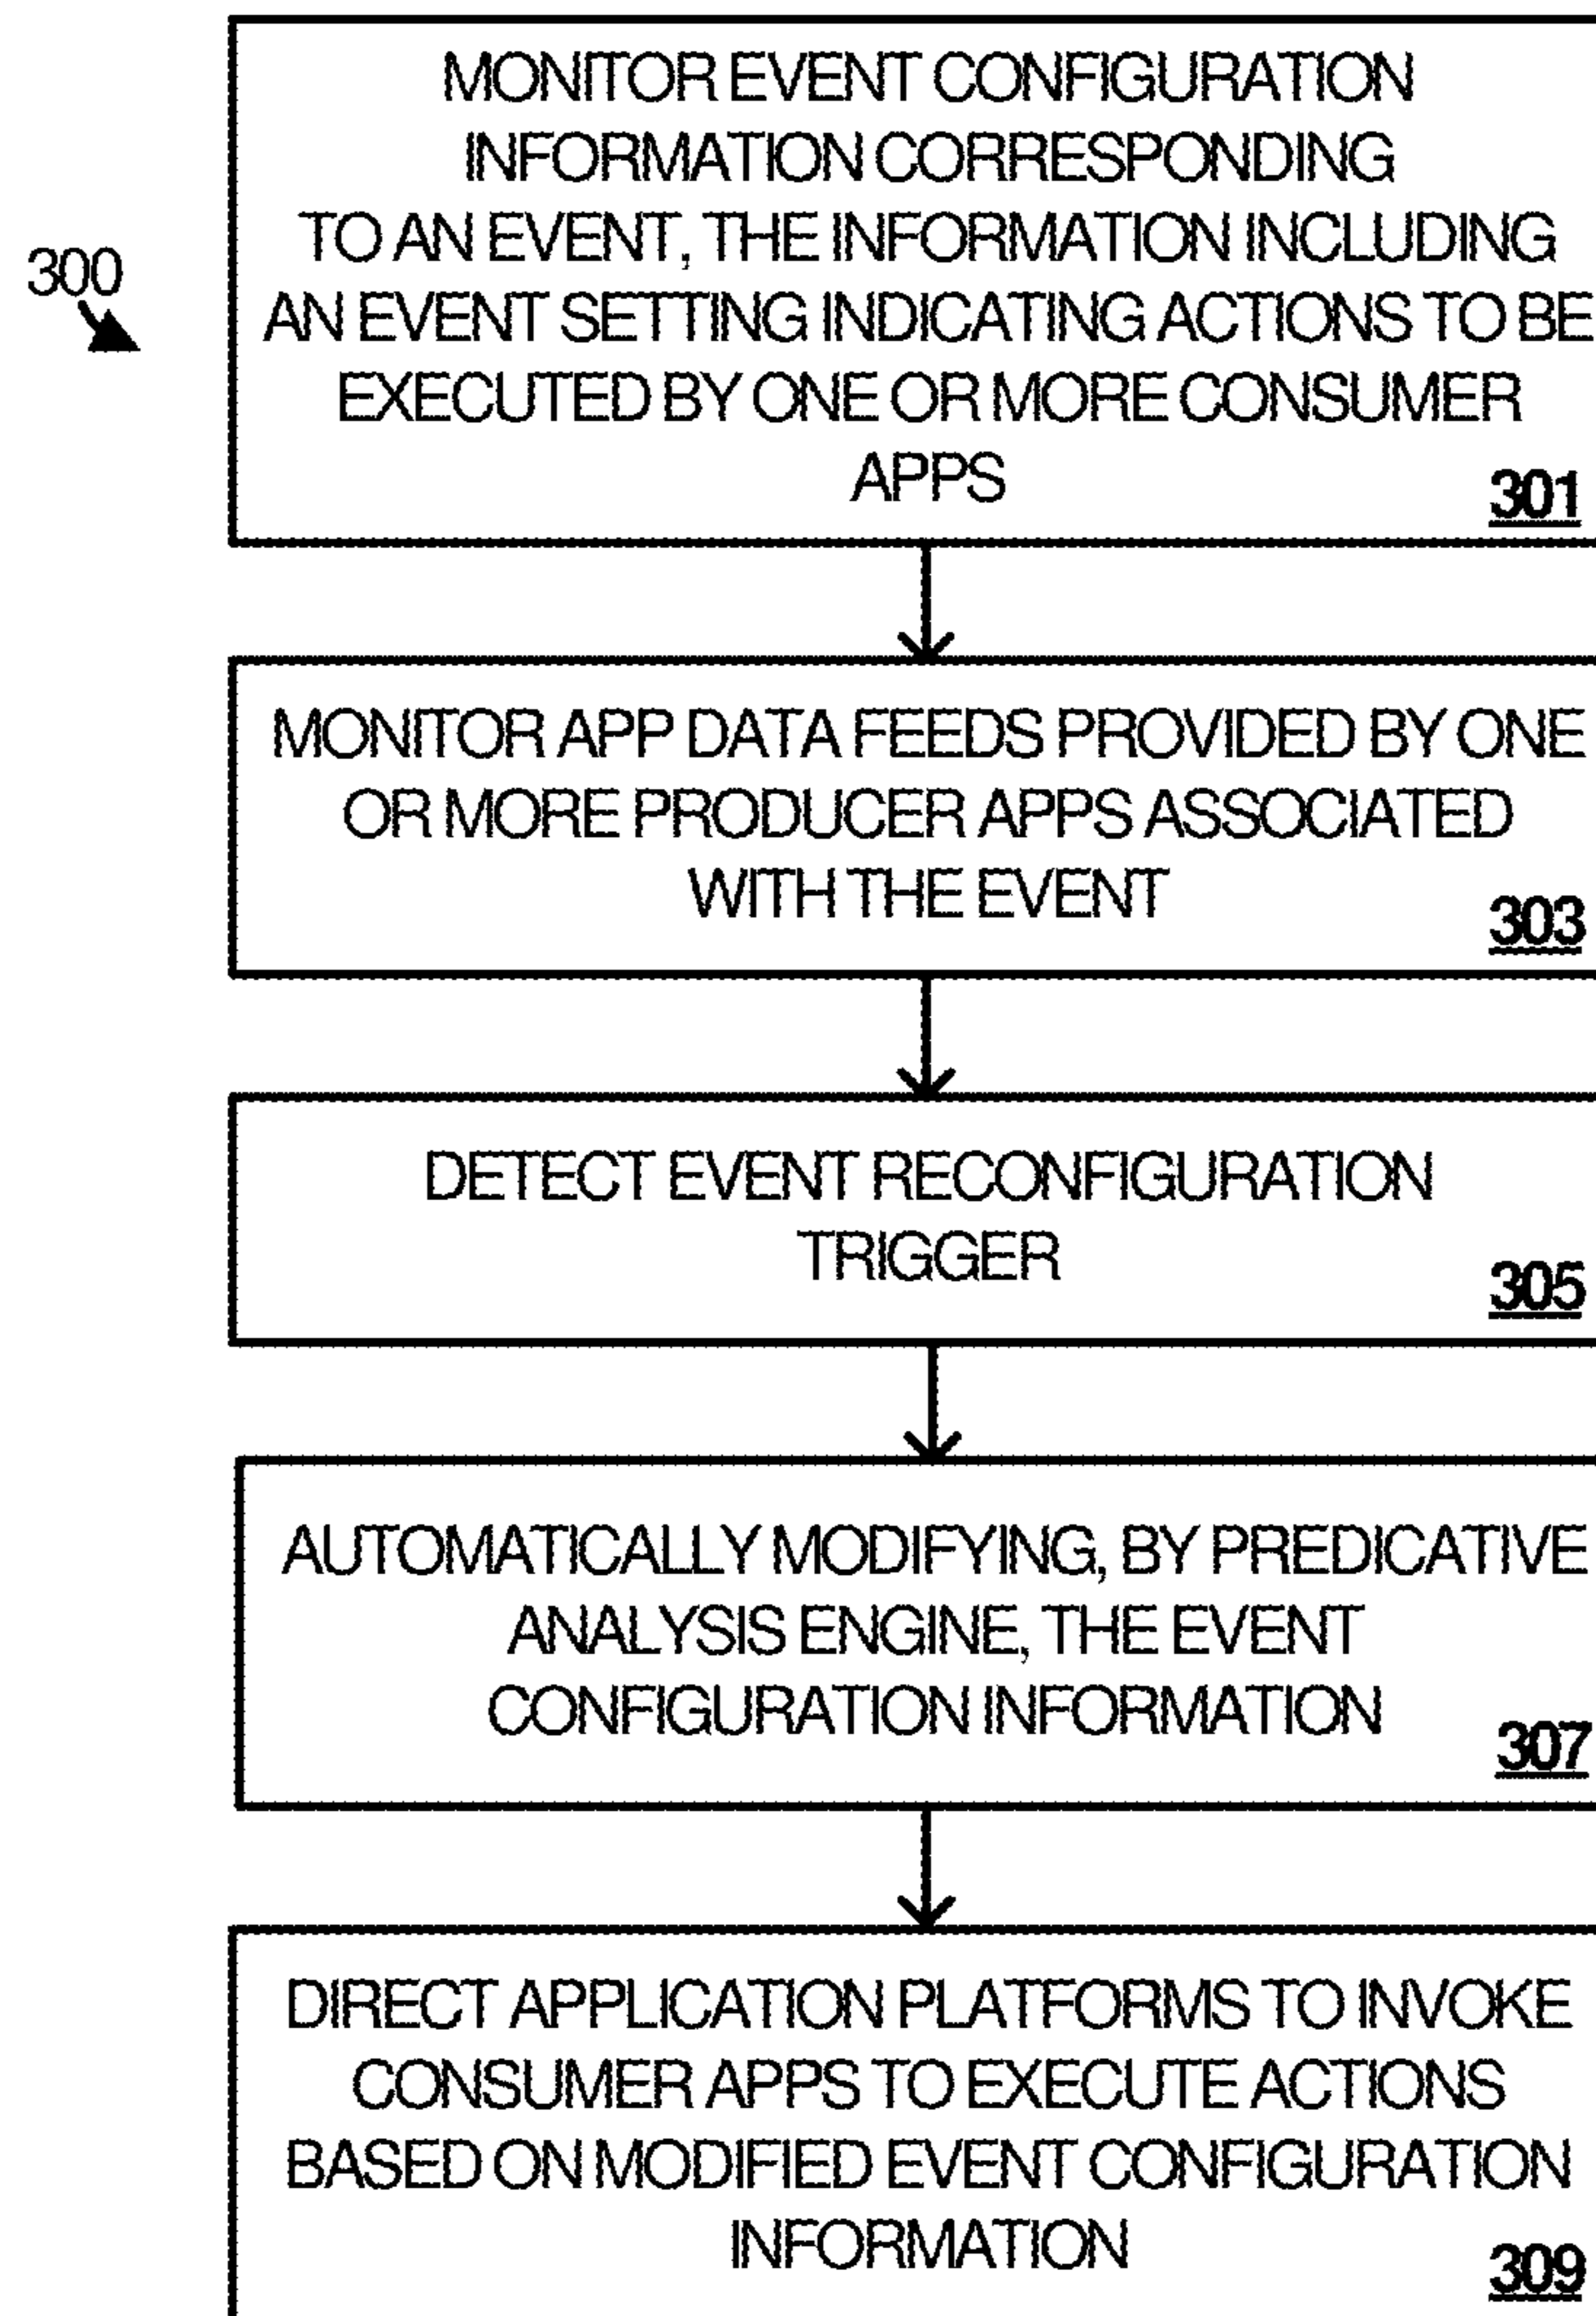 300
MONITOR EVENT CONFIGURATION
INFORMATION CORRESPONDING
TO AN EVENT, THE INFORMATION INCLUDING
AN EVENT SETTING INDICATING ACTIONS TO BE
EXECUTED BY ONE OR MORE CONSUMER
APPS
301
MONITOR APP DATA FEEDS PROVIDED BY ONE
OR MORE PRODUCER APPS ASSOCIATED
WITH THE EVENT
303
DETECT EVENT RECONFIGURATION
TRIGGER
305
AUTOMATICALLY MODIFYING, BY PREDICATIVE
ANALYSIS ENGINE, THE EVENT
CONFIGURATION INFORMATION
307
DIRECT APPLICATION PLATFORMS TO INVOKE
CONSUMER APPS TO EXECUTE ACTIONS
BASED ON MODIFIED EVENT CONFIGURATION
INFORMATION
309